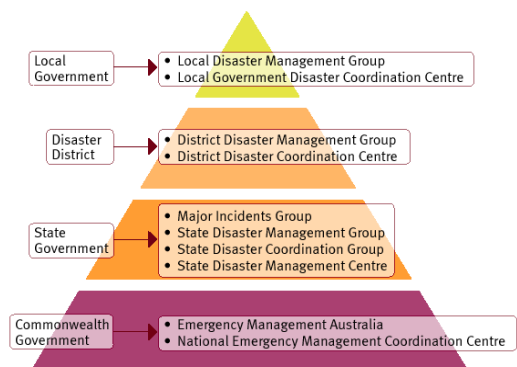 Local
Government
• Local Disaster Management Group
• Local Government Disaster Coordination Centre
Disaster
District
• District Disaster Management Group
• District Disaster Coordination Centre
State
Government
• Major Incidents Group
• State Disaster Management Group
• State Disaster Coordination Group
• State Disaster Management Centre
Commonwealth
Government
• Emergency Management Australia
• National Emergency Management Coordination Centre